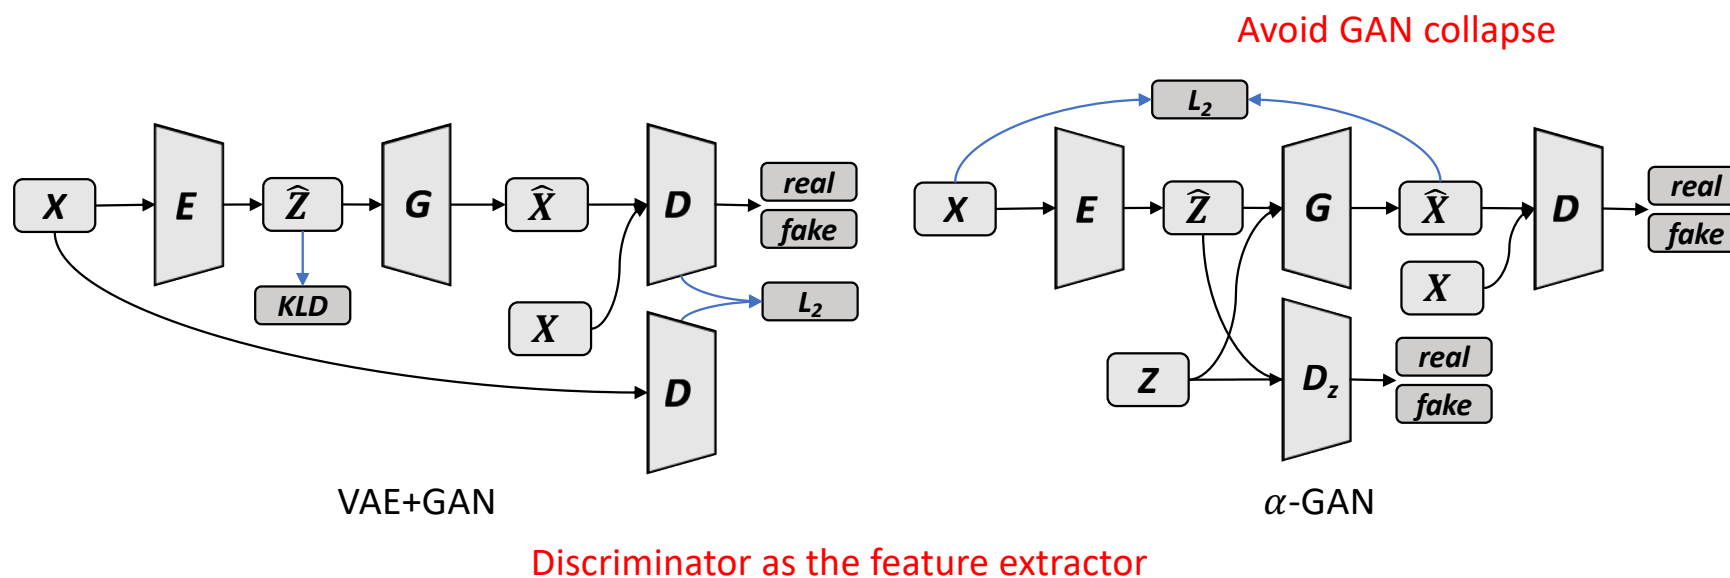 Avoid GAN collapse
X
E
Ẑ
G
X̂
D
real
fake
KLD
X
L₂
D
VAE+GAN
L₂
X
E
Ẑ
G
X̂
D
real
fake
X
Z
D_z
real
fake
α-GAN
Discriminator as the feature extractor